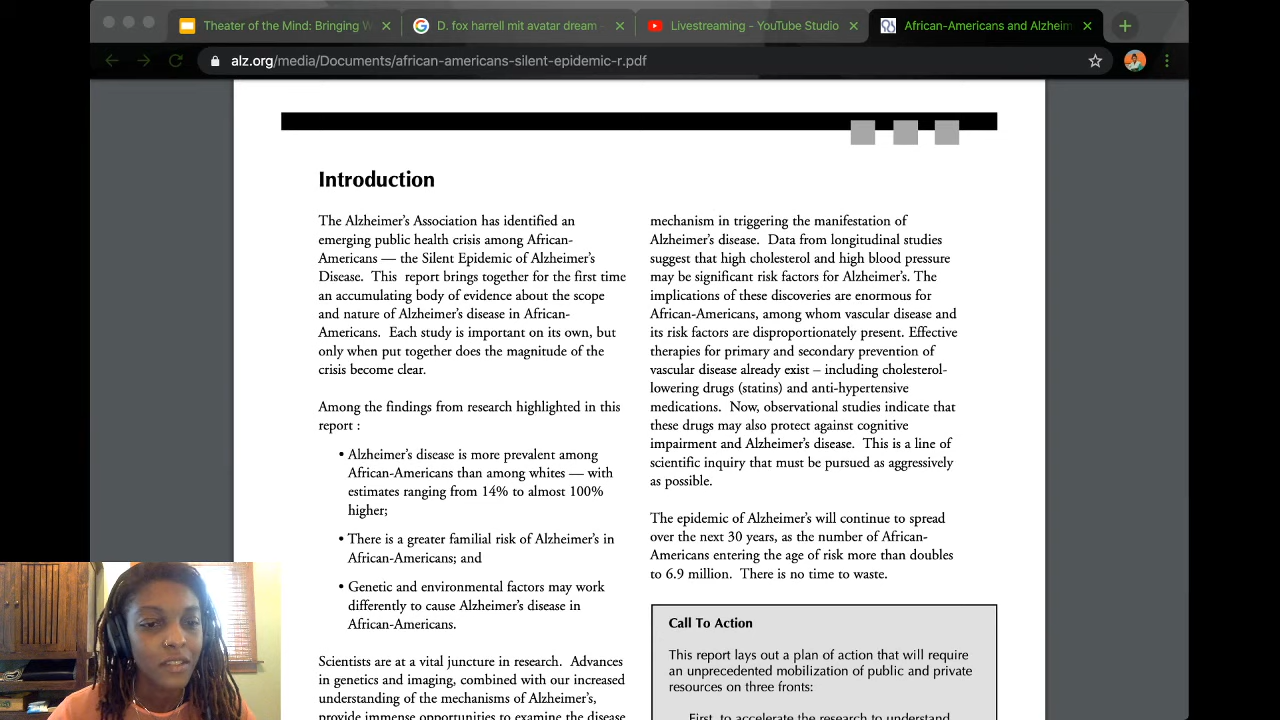 Theater of the Mind: Bringing W
D. fox harrell mit avatar dream -
Livestreaming - YouTube Studio
African-Americans and Alzheim
alz.org/media/Documents/african-americans-silent-epidemic-r.pdf
Introduction
The Alzheimer's Association has identified an
emerging public health crisis among African-
Americans — the Silent Epidemic of Alzheimer's
Disease. This report brings together for the first time
an accumulating body of evidence about the scope
and nature of Alzheimer's disease in African-
Americans. Each study is important on its own, but
only when put together does the magnitude of the
crisis become clear.
Among the findings from research highlighted in this
report :
• Alzheimer's disease is more prevalent among
African-Americans than among whites — with
estimates ranging from 14% to almost 100%
higher;
• There is a greater familial risk of Alzheimer's in
African-Americans; and
• Genetic and environmental factors may work
differently to cause Alzheimer's disease in
African-Americans.
Scientists are at a vital juncture in research. Advances
in genetics and imaging, combined with our increased
understanding of the mechanisms of Alzheimer's,
provide immense opportunities to examine the disease
mechanism in triggering the manifestation of
Alzheimer's disease. Data from longitudinal studies
suggest that high cholesterol and high blood pressure
may be significant risk factors for Alzheimer's. The
implications of these discoveries are enormous for
African-Americans, among whom vascular disease and
its risk factors are disproportionately present. Effective
therapies for primary and secondary prevention of
vascular disease already exist – including cholesterol-
lowering drugs (statins) and anti-hypertensive
medications. Now, observational studies indicate that
these drugs may also protect against cognitive
impairment and Alzheimer's disease. This is a line of
scientific inquiry that must be pursued as aggressively
as possible.
The epidemic of Alzheimer's will continue to spread
over the next 30 years, as the number of African-
Americans entering the age of risk more than doubles
to 6.9 million. There is no time to waste.
Call To Action
This report lays out a plan of action that will require
an unprecedented mobilization of public and private
resources on three fronts:
First, to accelerate the research to understand